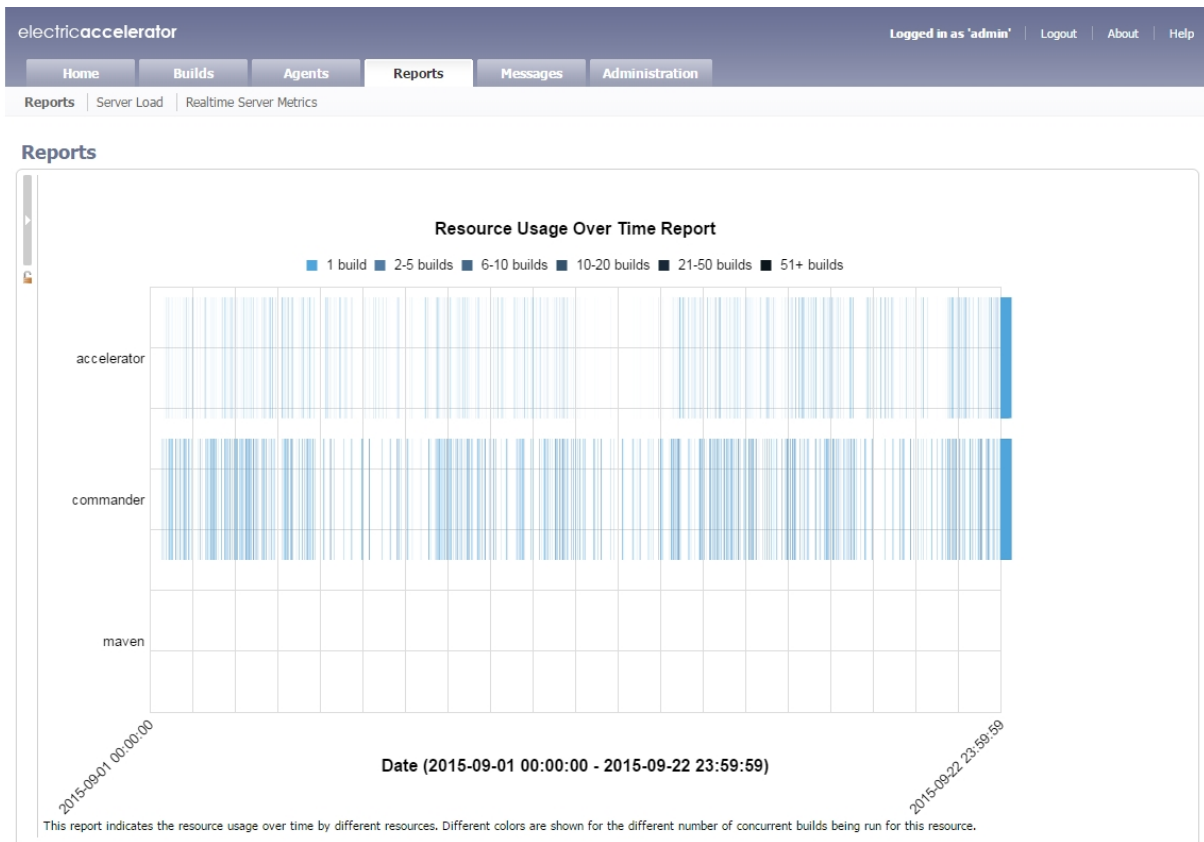 electricaccelerator
Logged in as 'admin' | Logout | About | Help
Home Builds Agents Reports Messages Administration
Reports | Server Load | Realtime Server Metrics
Reports
Resource Usage Over Time Report
1 build 2-5 builds 6-10 builds 10-20 builds 21-50 builds 51+ builds
accelerator
commander
maven
2015-09-01 00:00:00
2015-09-22 23:59:59
Date (2015-09-01 00:00:00 - 2015-09-22 23:59:59)
This report indicates the resource usage over time by different resources. Different colors are shown for the different number of concurrent builds being run for this resource.